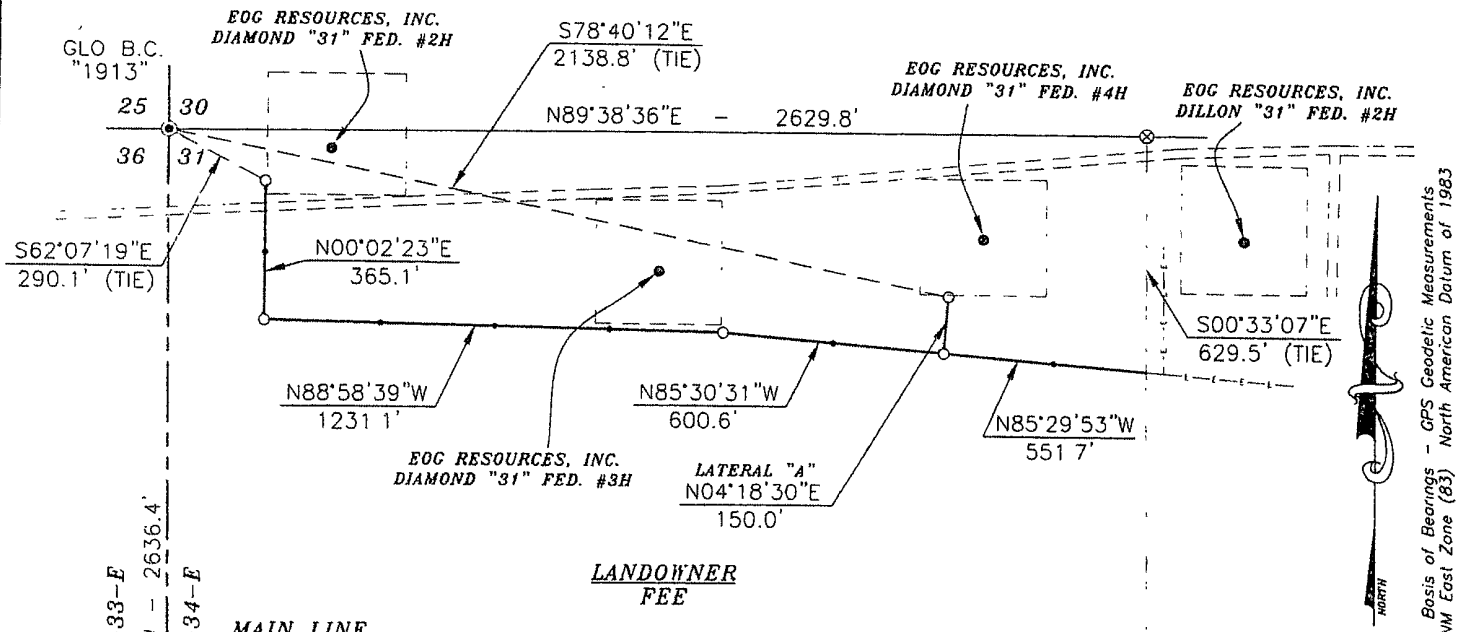 EOG RESOURCES, INC.
DIAMOND "31" FED. #2H
GLO B.C.
"1913"
S78°40'12"E
2138.8' (TIE)
EOG RESOURCES, INC.
DIAMOND "31" FED. #4H
EOG RESOURCES, INC.
DILLON "31" FED. #2H
25 30
36 31
N89°38'36"E - 2629.8'
S62°07'19"E
290.1' (TIE)
N00°02'23"E
365.1'
S00°33'07"E
629.5' (TIE)
N88°58'39"W
1231 1'
N85°30'31"W
600.6'
N85°29'53"W
551 7'
EOG RESOURCES, INC.
DIAMOND "31" FED. #3H
LATERAL "A"
N04°18'30"E
150.0'
LANDOWNER
FEE
33-E
- 2636.4'
34-E
MAIN LINE
E E E
NORTH
Basis of Bearings - GPS Geodetic Measurements
NM East Zone (83) North American Datum of 1983